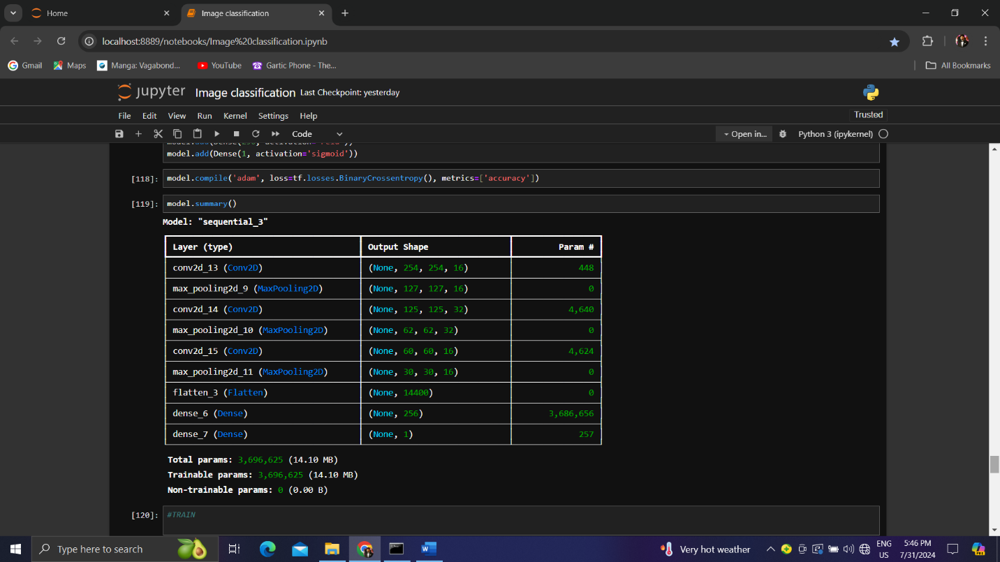 Home
Image classification
localhost:8889/notebooks/Image%20classification.ipynb
Gmail
Maps
Manga: Vagabond...
YouTube
Gartic Phone - The...
All Bookmarks
jupyter
Image classification
Last Checkpoint: yesterday
File Edit View Run Kernel Settings Help
Trusted
Code
Open in...
Python 3 (ipykernel)
model.add(Dense(256, activation='relu'))
model.add(Dense(1, activation='sigmoid'))
[118]: model.compile('adam', loss=tf.losses.BinaryCrossentropy(), metrics=['accuracy'])
[119]: model.summary()
Model: "sequential_3"
Layer (type) Output Shape Param #
conv2d_13 (Conv2D) (None, 254, 254, 16) 448
max_pooling2d_9 (MaxPooling2D) (None, 127, 127, 16) 0
conv2d_14 (Conv2D) (None, 125, 125, 32) 4,640
max_pooling2d_10 (MaxPooling2D) (None, 62, 62, 32) 0
conv2d_15 (Conv2D) (None, 60, 60, 16) 4,624
max_pooling2d_11 (MaxPooling2D) (None, 30, 30, 16) 0
flatten_3 (Flatten) (None, 14400) 0
dense_6 (Dense) (None, 256) 3,686,656
dense_7 (Dense) (None, 1) 257
Total params: 3,696,625 (14.10 MB)
Trainable params: 3,696,625 (14.10 MB)
Non-trainable params: 0 (0.00 B)
[120]: #TRAIN
Type here to search
Very hot weather
ENG
US
5:46 PM
7/31/2024